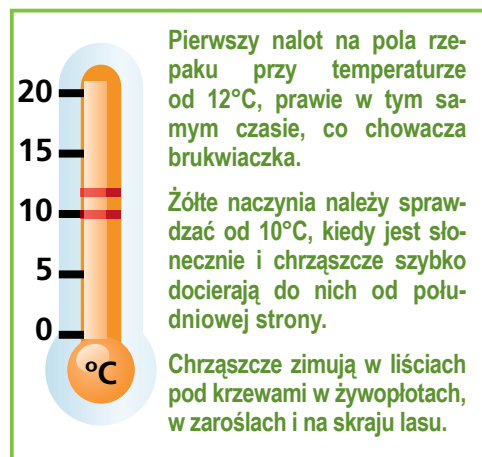 20
15
10
5
0
ºC
Pierwszy nalot na pola rze-
paku przy temperaturze
od 12°C, prawie w tym sa-
mym czasie, co chowacza
brukwiaczka.
Żółte naczynia należy spraw-
dzać od 10°C, kiedy jest sło-
necznie i chrząszcze szybko
docierają do nich od połu-
dniowej strony.
Chrząszcze zimują w liściach
pod krzewami w żywopłotach,
w zaroślach i na skraju lasu.